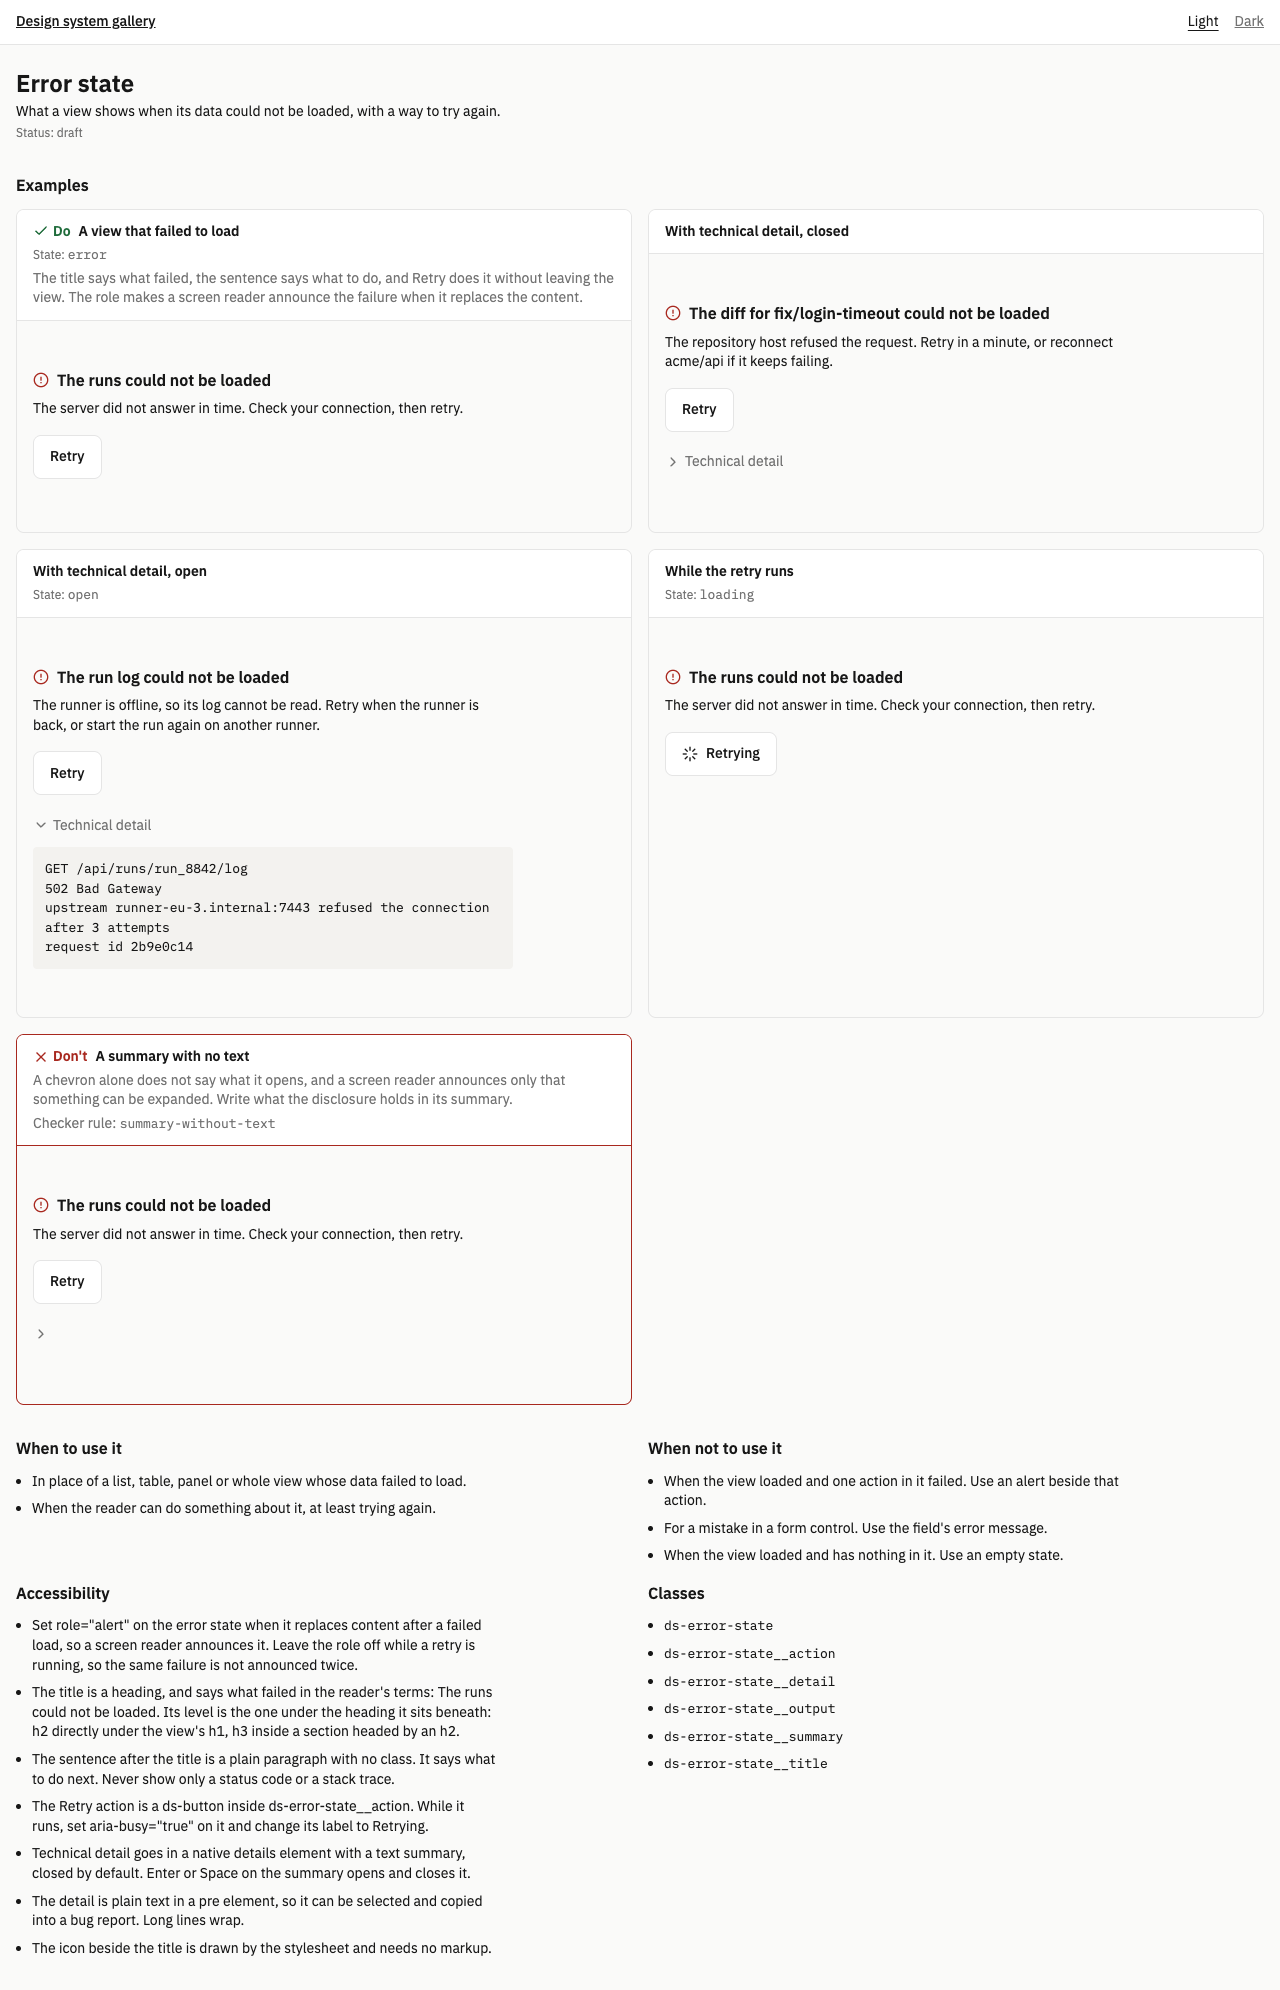 Design system gallery
Light
Dark
Error state
What a view shows when its data could not be loaded, with a way to try again.
Status: draft
Examples
Do A view that failed to load
State: error
The title says what failed, the sentence says what to do, and Retry does it without leaving the
view. The role makes a screen reader announce the failure when it replaces the content.
The runs could not be loaded
The server did not answer in time. Check your connection, then retry.
Retry
With technical detail, closed
The diff for fix/login-timeout could not be loaded
The repository host refused the request. Retry in a minute, or reconnect
acme/api if it keeps failing.
Retry
Technical detail
With technical detail, open
State: open
The run log could not be loaded
The runner is offline, so its log cannot be read. Retry when the runner is
back, or start the run again on another runner.
Retry
Technical detail
GET /api/runs/run_8842/log
502 Bad Gateway
upstream runner-eu-3.internal:7443 refused the connection
after 3 attempts
request id 2b9e0c14
While the retry runs
State: loading
The runs could not be loaded
The server did not answer in time. Check your connection, then retry.
Retrying
Don't A summary with no text
A chevron alone does not say what it opens, and a screen reader announces only that
something can be expanded. Write what the disclosure holds in its summary.
Checker rule: summary-without-text
The runs could not be loaded
The server did not answer in time. Check your connection, then retry.
Retry
When to use it
In place of a list, table, panel or whole view whose data failed to load.
When the reader can do something about it, at least trying again.
When not to use it
When the view loaded and one action in it failed. Use an alert beside that
action.
For a mistake in a form control. Use the field's error message.
When the view loaded and has nothing in it. Use an empty state.
Accessibility
Set role="alert" on the error state when it replaces content after a failed
load, so a screen reader announces it. Leave the role off while a retry is
running, so the same failure is not announced twice.
The title is a heading, and says what failed in the reader's terms: The runs
could not be loaded. Its level is the one under the heading it sits beneath:
h2 directly under the view's h1, h3 inside a section headed by an h2.
The sentence after the title is a plain paragraph with no class. It says what
to do next. Never show only a status code or a stack trace.
The Retry action is a ds-button inside ds-error-state__action. While it
runs, set aria-busy="true" on it and change its label to Retrying.
Technical detail goes in a native details element with a text summary,
closed by default. Enter or Space on the summary opens and closes it.
The detail is plain text in a pre element, so it can be selected and copied
into a bug report. Long lines wrap.
The icon beside the title is drawn by the stylesheet and needs no markup.
Classes
ds-error-state
ds-error-state__action
ds-error-state__detail
ds-error-state__output
ds-error-state__summary
ds-error-state__title